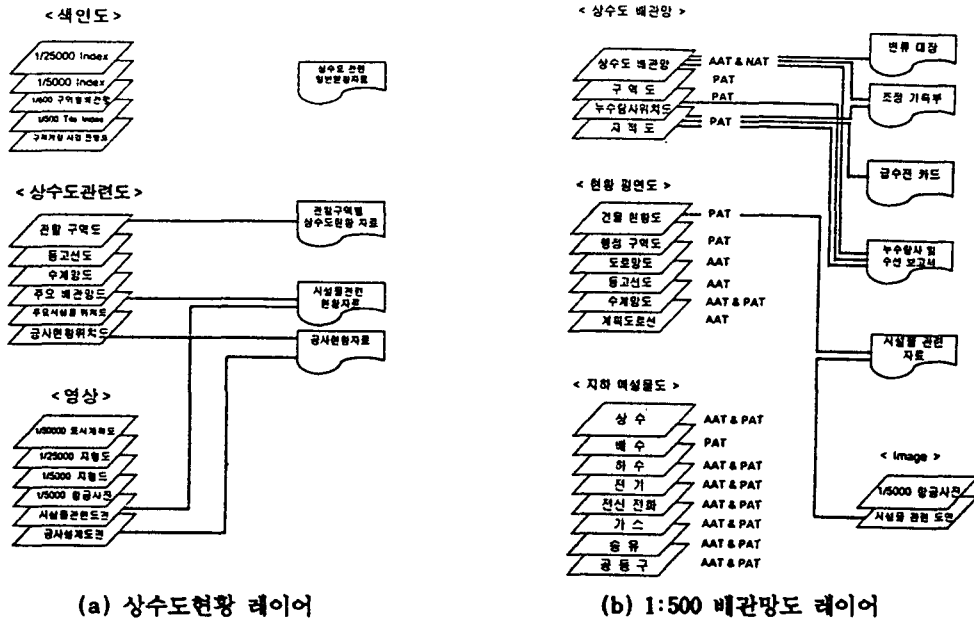 < 색인도 >
1/25000 Index
1/5000 Index
1/500 Tile Index
상수도 관련
일반현황자료
< 상수도관련도 >
관할 구역도
등고선도
수계망도
주요 배관망도
주요시설물 위치도
공사현황위치도
관할구역별
상수도현황 자료
시설물관련
현황자료
공사현황자료
< 영상 >
1/50000 도시계획도
1/25000 지형도
1/5000 지형도
1/5000 항공사진
시설물관련도면
공사설계도면
(a) 상수도현황 레이어
< 상수도 배관망 >
상수도 배관망 AAT & NAT
구 역 도 PAT
누수탐사위치도 PAT
지 적 도 PAT
변류 대장
조정 기록부
급수전 카드
누수탐사 및
수선 보고서
< 현황 평면도 >
건물 현황도 PAT
행정 구역도 PAT
도로망도 AAT
등고선도 AAT
수계망도 AAT & PAT
계획도로선 AAT
시설물 관련
자료
< 지하 매설물도 >
상 수 AAT & PAT
배 수 PAT
하 수 AAT & PAT
전 기 AAT & PAT
전신 전화 AAT & PAT
가 스 AAT & PAT
송 유 AAT & PAT
공 동 구 AAT & PAT
< Image >
1/5000 항공사진
시설물 관련 도면
(b) 1:500 배관망도 레이어